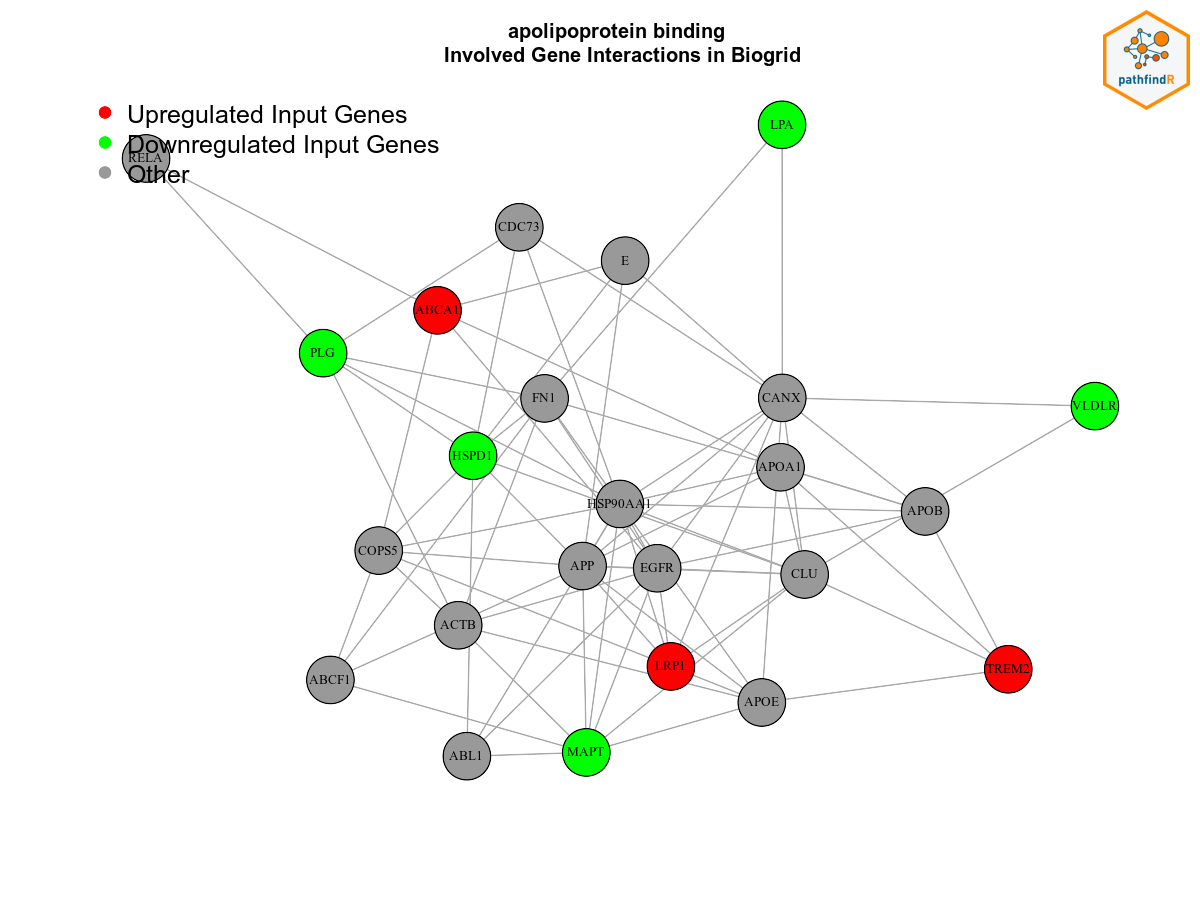 apolipoprotein binding
Involved Gene Interactions in Biogrid
pathfindR
Upregulated Input Genes
Downregulated Input Genes
Other
RELA
LPA
CDC73
E
ABCA1
PLG
FN1
CANX
VLDLR
HSPD1
APOA1
HSP90AA1
APOB
COPS5
APP
EGFR
CLU
ACTB
LRP1
TREM2
ABCF1
APOE
ABL1
MAPT